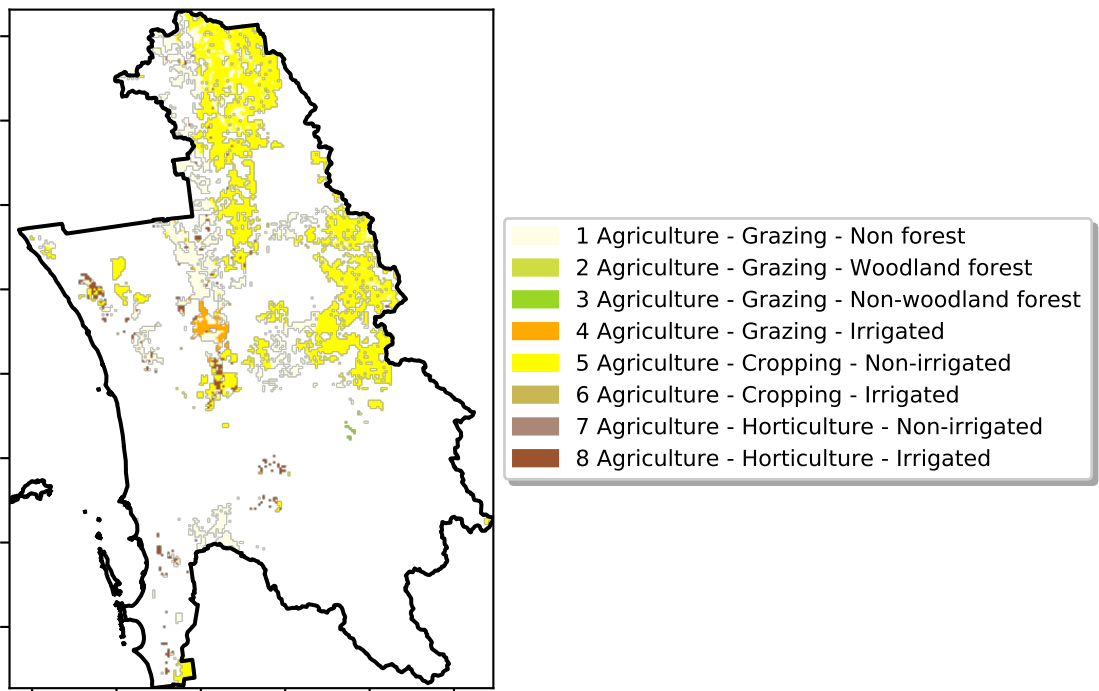 1 Agriculture - Grazing - Non forest
2 Agriculture - Grazing - Woodland forest
3 Agriculture - Grazing - Non-woodland forest
4 Agriculture - Grazing - Irrigated
5 Agriculture - Cropping - Non-irrigated
6 Agriculture - Cropping - Irrigated
7 Agriculture - Horticulture - Non-irrigated
8 Agriculture - Horticulture - Irrigated